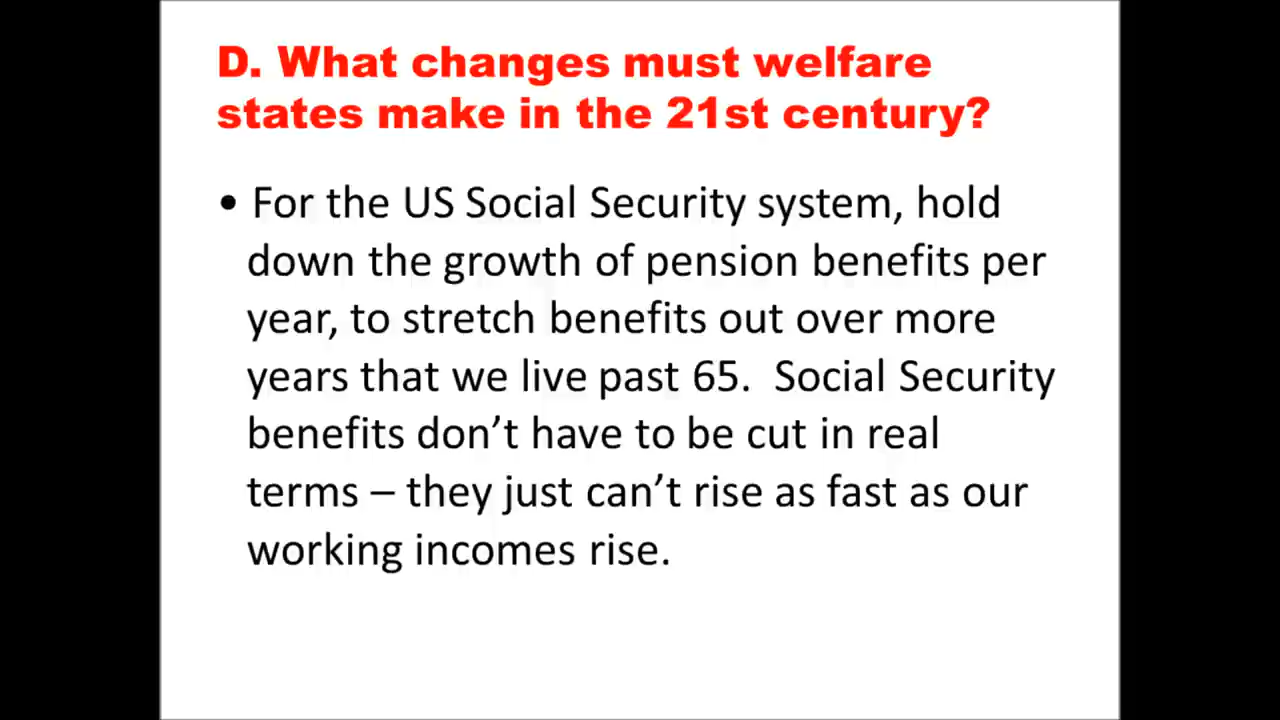 D. What changes must welfare
states make in the 21st century?
• For the US Social Security system, hold
down the growth of pension benefits per
year, to stretch benefits out over more
years that we live past 65.  Social Security
benefits don’t have to be cut in real
terms – they just can’t rise as fast as our
working incomes rise.